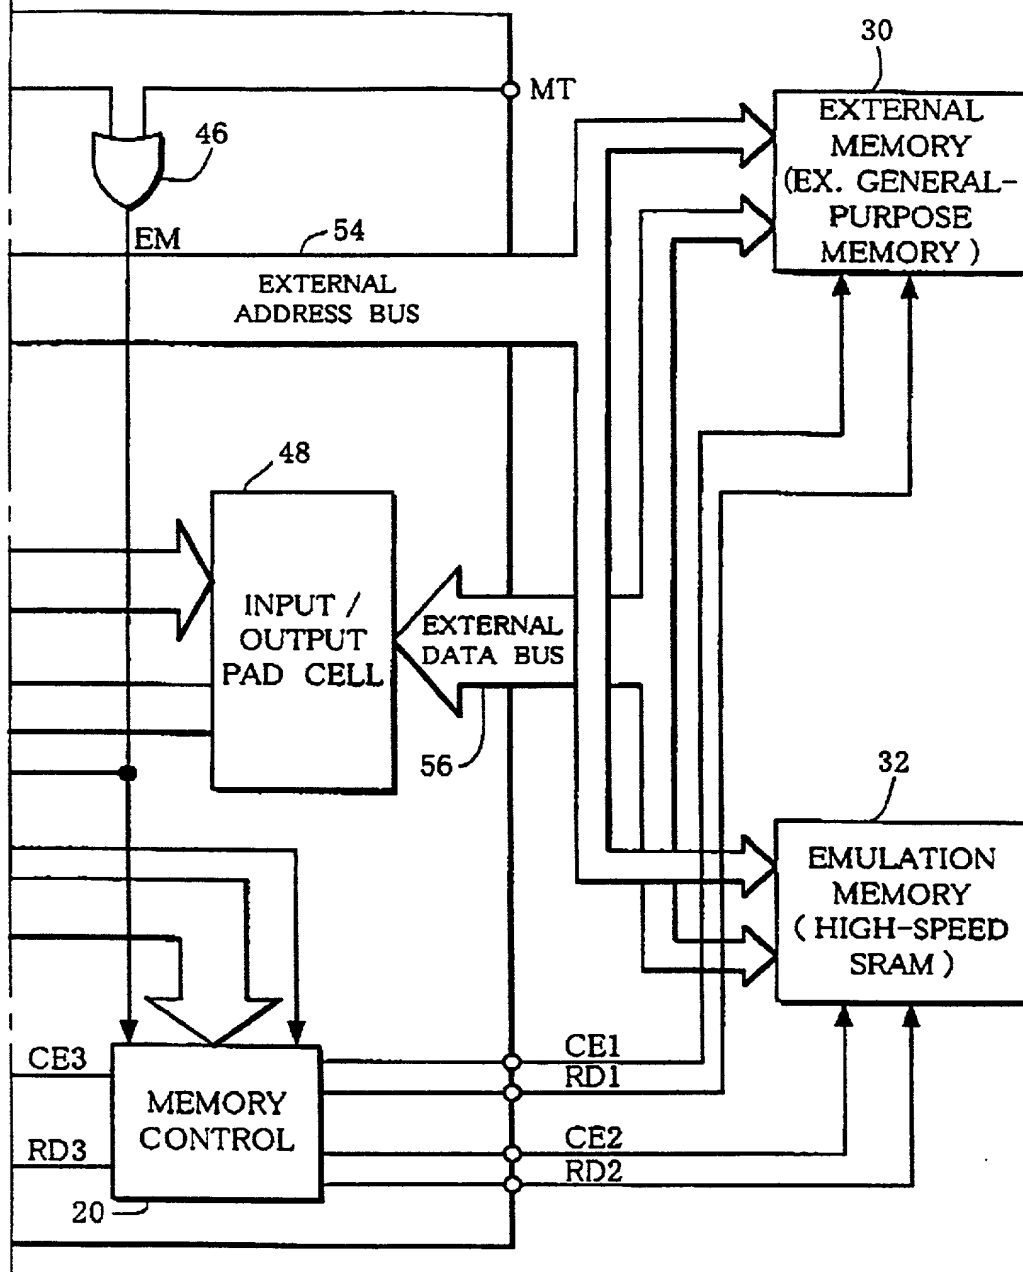 30
MT
EXTERNAL
MEMORY
(EX. GENERAL-
PURPOSE
MEMORY)
46
EM
54
EXTERNAL
ADDRESS BUS
48
INPUT /
OUTPUT
PAD CELL
EXTERNAL
DATA BUS
56
32
EMULATION
MEMORY
(HIGH-SPEED
SRAM)
CE3
RD3
MEMORY
CONTROL
20
CE1
RD1
CE2
RD2